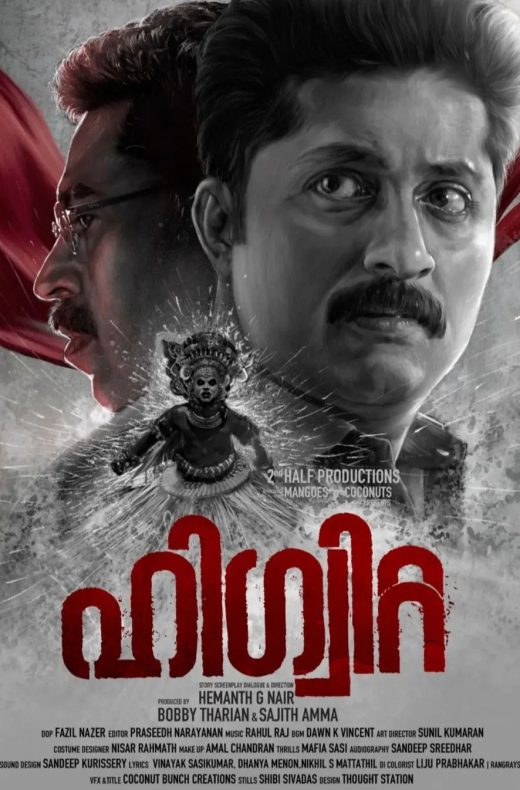 2nd HALF PRODUCTIONS
MANGOES N COCONUTS
PRESENTS
ഹിഗ്വിറ്റ
STORY SCREENPLAY DIALOGUE & DIRECTION
HEMANTH G NAIR
PRODUCED BY
BOBBY THARIAN & SAJITH AMMA
DOP FAZIL NAZER EDITOR PRASEEDH NARAYANAN MUSIC RAHUL RAJ BGM DAWN K VINCENT ART DIRECTOR SUNIL KUMARAN
COSTUME DESIGNER NISAR RAHMATH MAKE UP AMAL CHANDRAN THRILLS MAFIA SASI AUDIOGRAPHY SANDEEP SREEDHAR
SOUND DESIGN SANDEEP KURISSERY LYRICS VINAYAK SASIKUMAR, DHANYA MENON,NIKHIL S MATTATHIL DI COLORIST LIJU PRABHAKAR | RANGRAYS
VFX &TITLE COCONUT BUNCH CREATIONS STILLS SHIBI SIVADAS DESIGN THOUGHT STATION